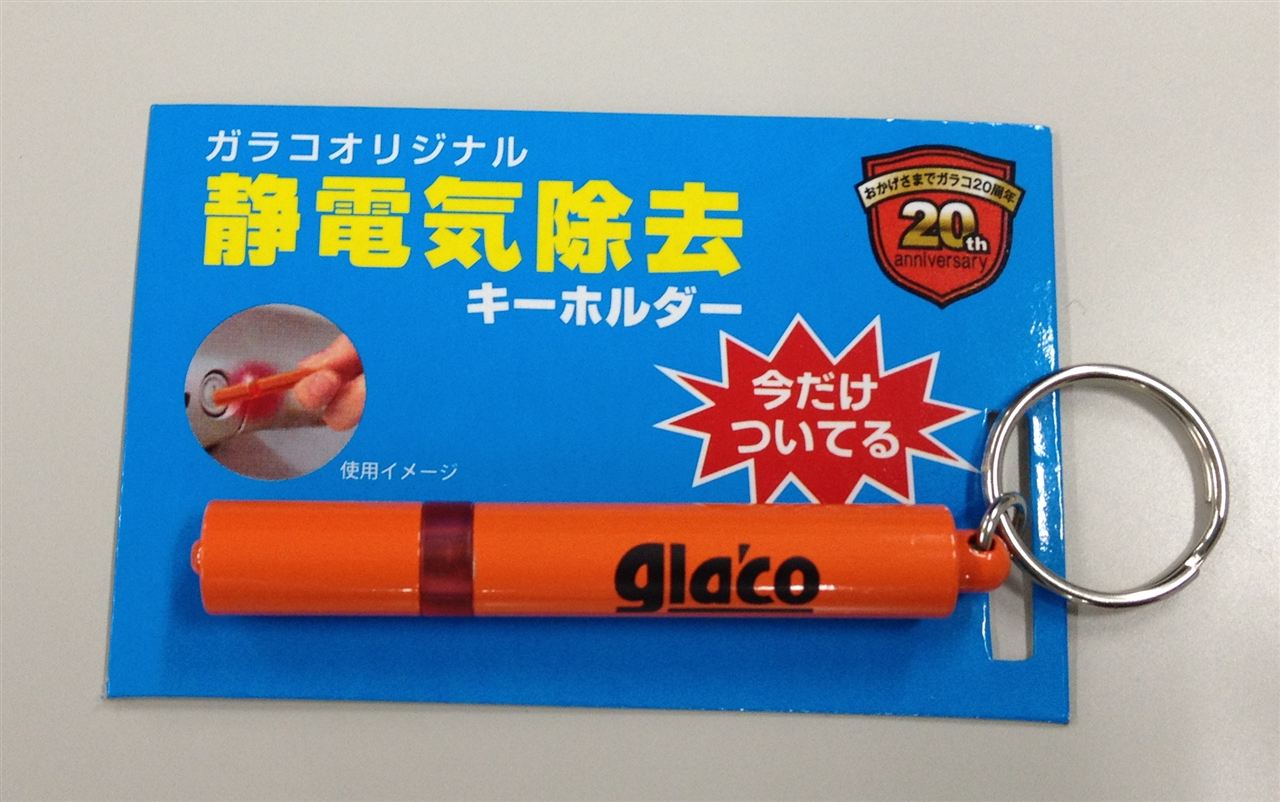 ガラコオリジナル
静電気除去
キーホルダー
おかげさまでガラコ20周年
20th
anniversary
今だけ
ついてる
使用イメージ
gla'co